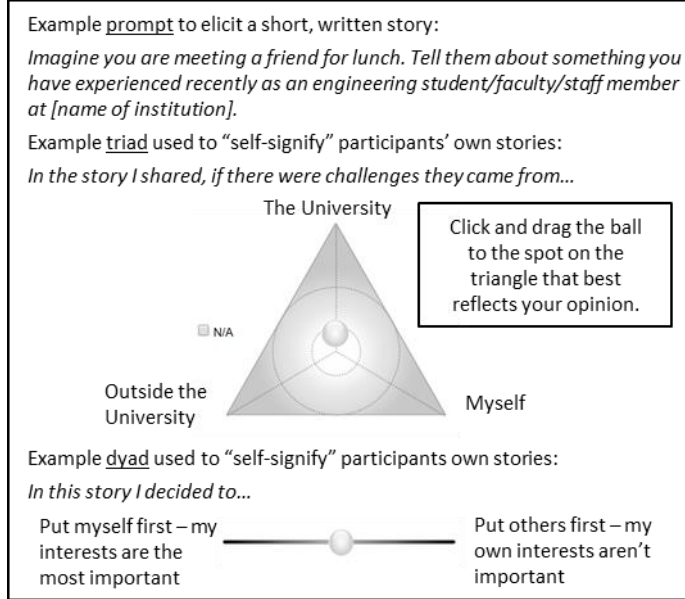 Example prompt to elicit a short, written story:
Imagine you are meeting a friend for lunch. Tell them about something you
have experienced recently as an engineering student/faculty/staff member
at [name of institution].
Example triad used to “self-signify” participants’ own stories:
In the story I shared, if there were challenges they came from...
The University
Click and drag the ball
to the spot on the
triangle that best
reflects your opinion.
N/A
Outside the
University
Myself
Example dyad used to “self-signify” participants own stories:
In this story I decided to...
Put myself first – my
interests are the
most important
Put others first – my
own interests aren’t
important